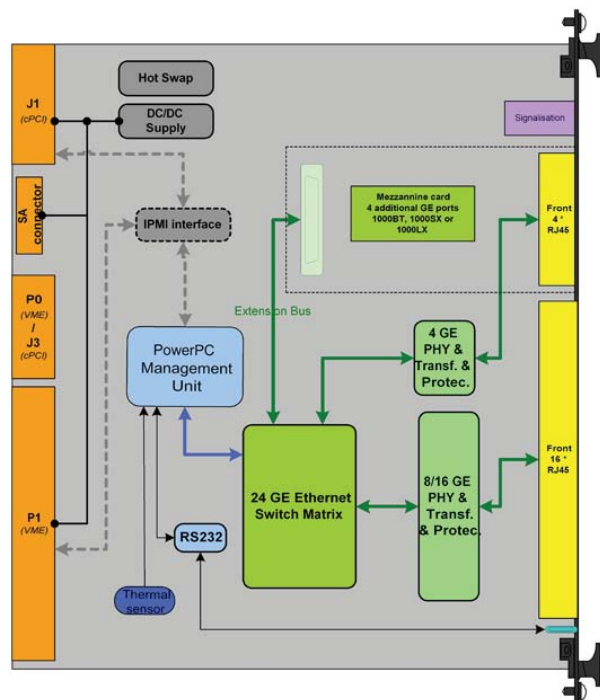 Hot Swap
J1
(cPCI)
DC/DC
Supply
Signalisation
SA
connector
IPMI interface
Mezzannine card
4 additional GE ports
1000BT, 1000SX or
1000LX
Front
4 *
RJ45
P0
(VME)
/
J3
(cPCI)
Extension Bus
PowerPC
Management
Unit
4 GE
PHY &
Transf. &
Protec.
24 GE Ethernet
Switch Matrix
8/16 GE
PHY &
Transf.
& Protec.
Front
16 *
RJ45
P1
(VME)
RS232
Thermal
sensor